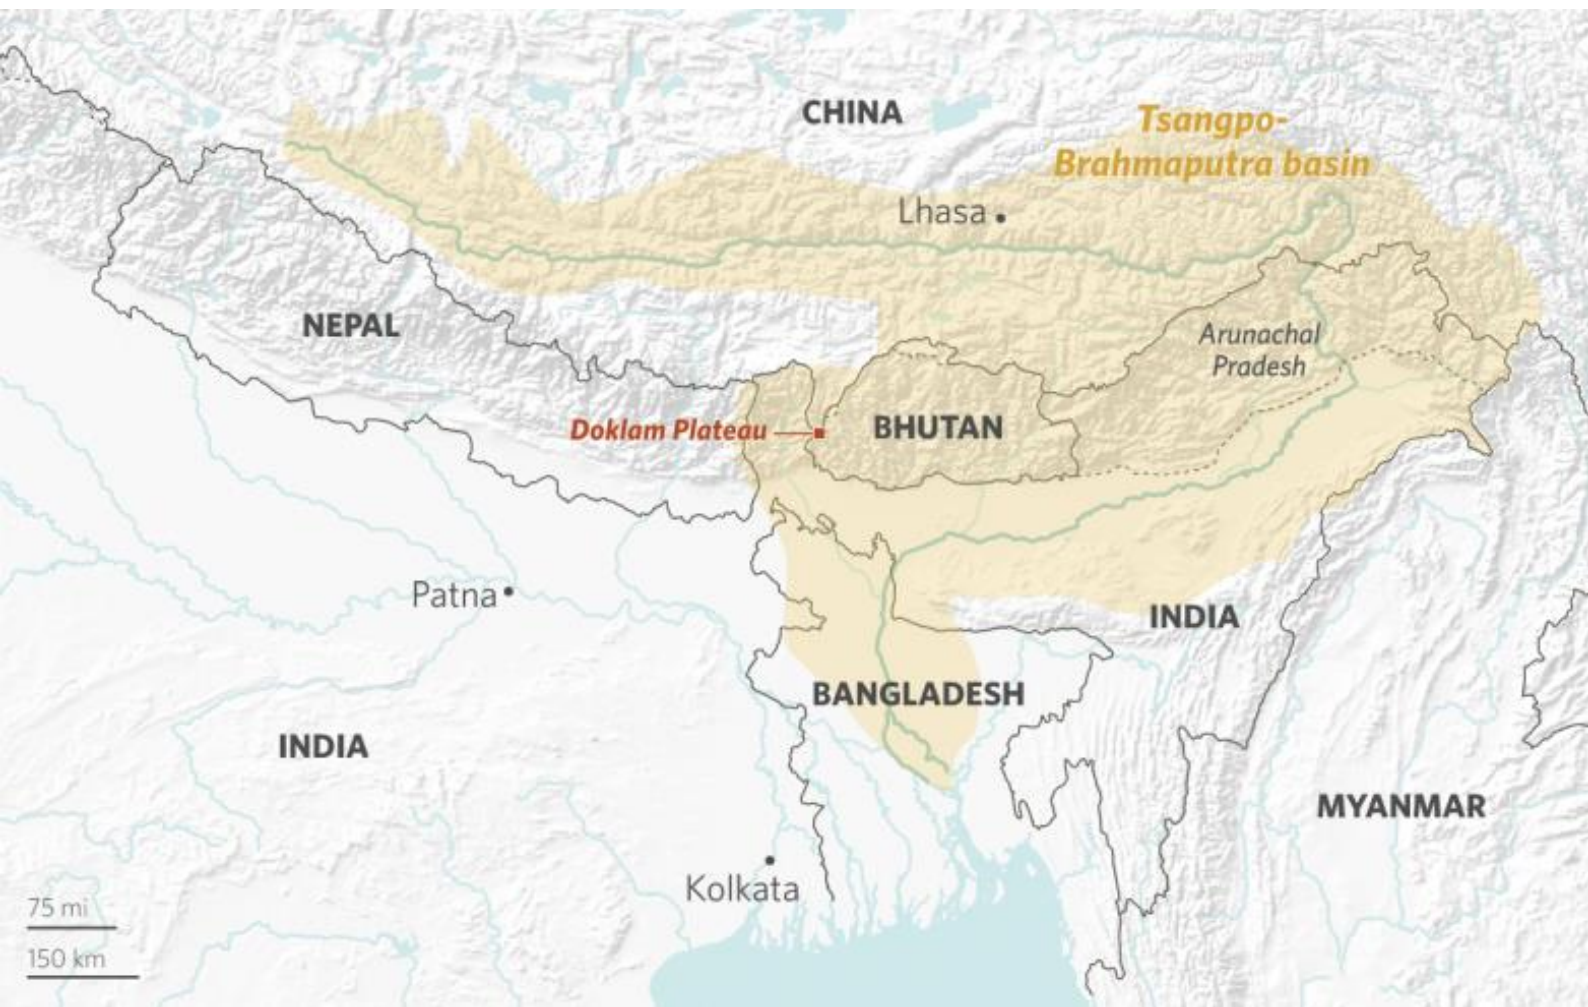 CHINA
Tsangpo-
Brahmaputra basin
Lhasa
NEPAL
Arunachal
Pradesh
Doklam Plateau
BHUTAN
Patna
INDIA
BANGLADESH
INDIA
MYANMAR
Kolkata
75 mi
150 km